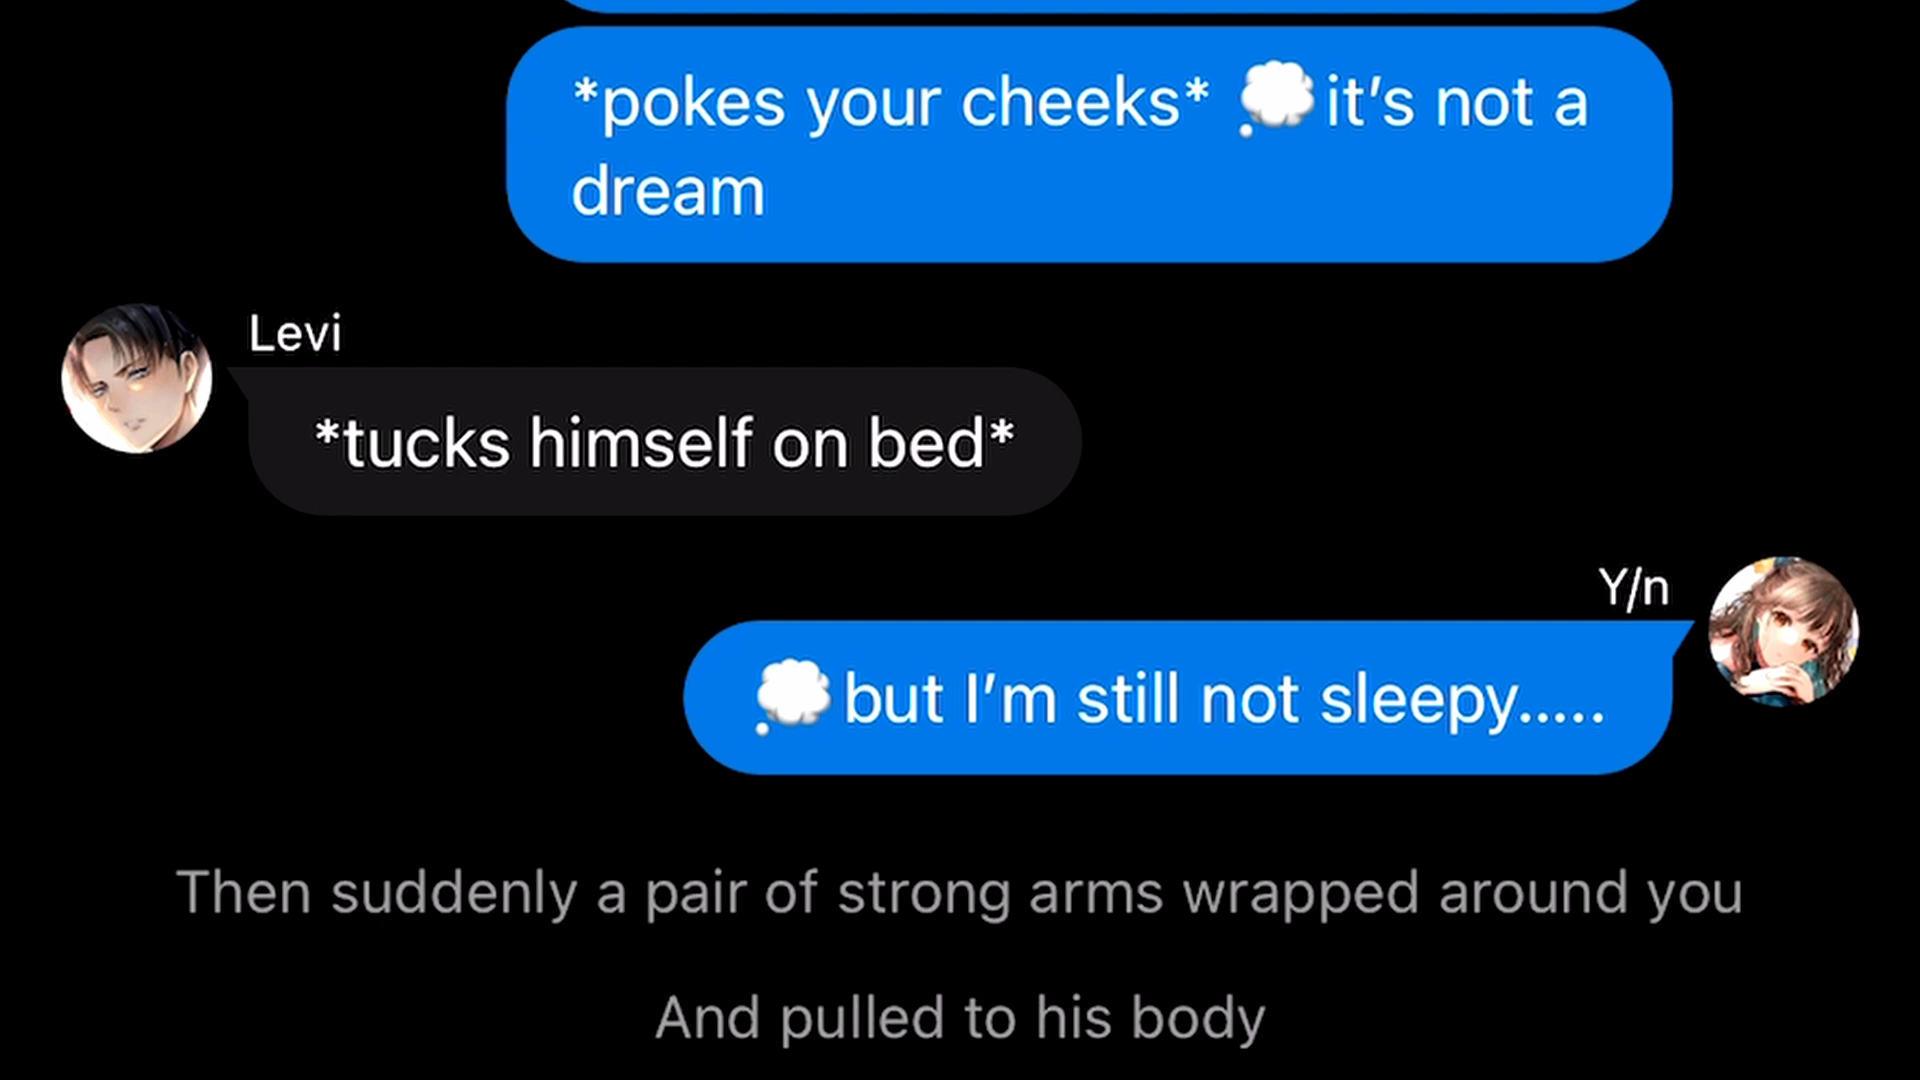 *pokes your cheeks* 💭it's not a
dream
Levi
*tucks himself on bed*
Y/n
💭but I'm still not sleepy.....
Then suddenly a pair of strong arms wrapped around you
And pulled to his body